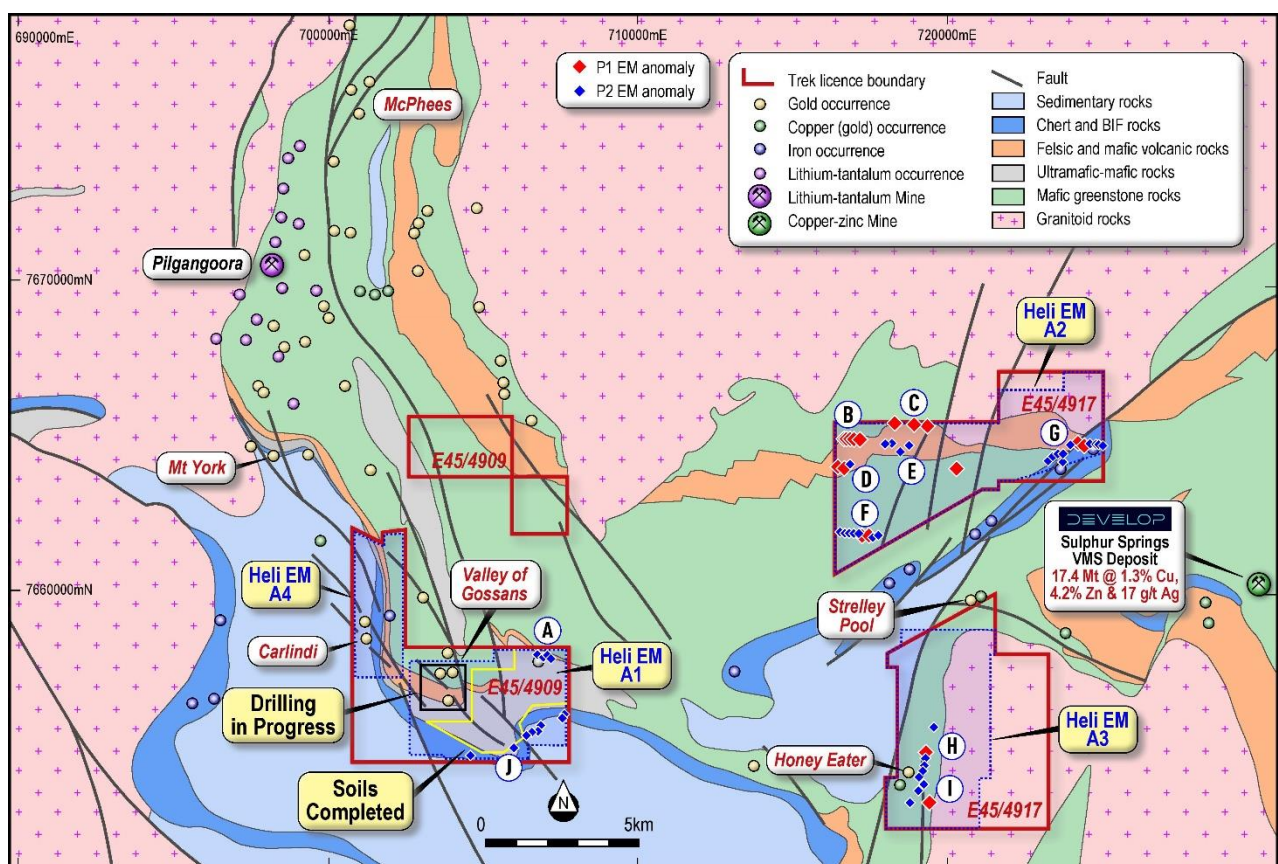 690000mE
700000mE
710000mE
720000mE
P1 EM anomaly
P2 EM anomaly
Trek licence boundary
Gold occurrence
Copper (gold) occurrence
Iron occurrence
Lithium-tantalum occurrence
Lithium-tantalum Mine
Copper-zinc Mine
Fault
Sedimentary rocks
Chert and BIF rocks
Felsic and mafic volcanic rocks
Ultramafic-mafic rocks
Mafic greenstone rocks
Granitoid rocks
McPhees
Pilgangoora
7670000mN
Heli EM
A2
E45/4917
B
C
G
E45/4909
Mt York
D
E
F
DEVELOP
Sulphur Springs
VMS Deposit
17.4 Mt @ 1.3% Cu,
4.2% Zn & 17 g/t Ag
Heli EM
A4
Valley of
Gossans
7660000mN
Strelley
Pool
Carlindi
A
Heli EM
A1
E45/4909
Drilling
in Progress
Heli EM
A3
H
Honey Eater
J
I
Soils
Completed
N
E45/4917
0
5km